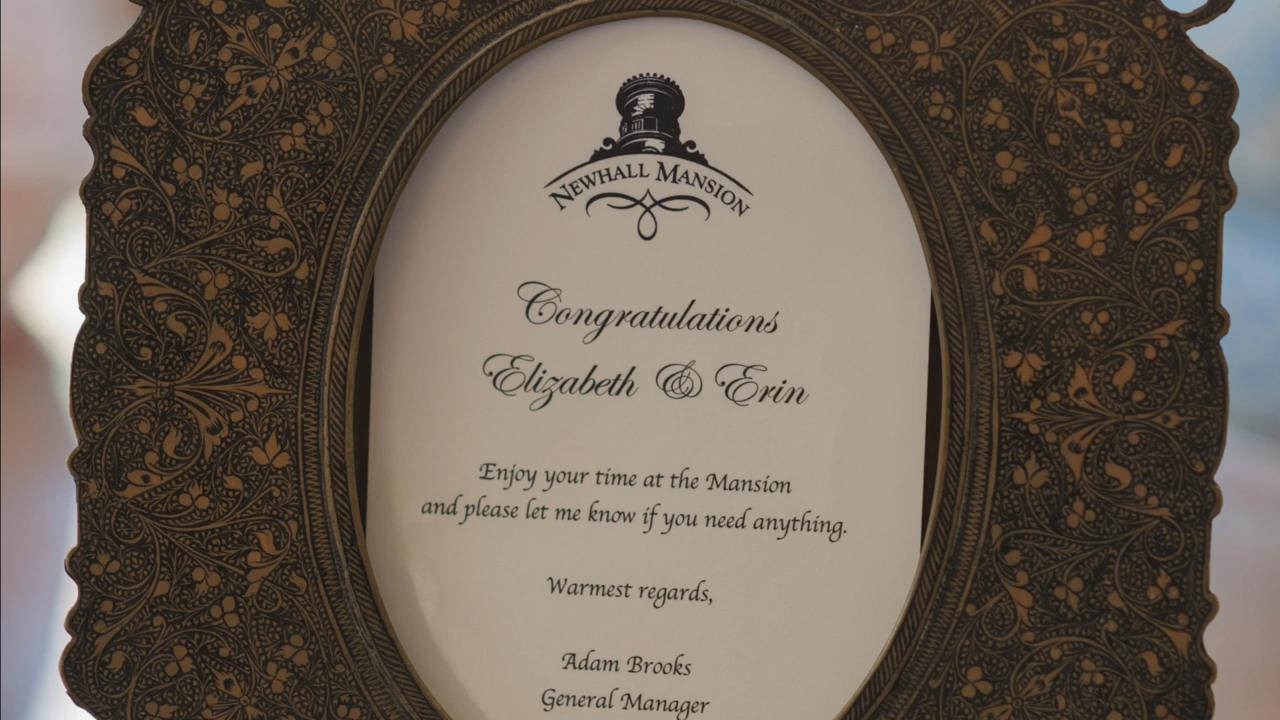 NEWHALL MANSION
Congratulations
Elizabeth & Erin
Enjoy your time at the Mansion
and please let me know if you need anything.
Warmest regards,
Adam Brooks
General Manager